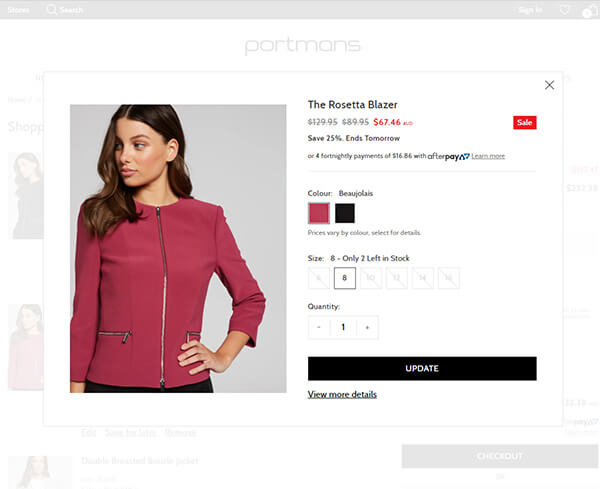 Stores
Search
Sign In
portmans
Home /
Shopp
The Rosetta Blazer
$129.95 $89.95 $67.46 AUD
Sale
Save 25%. Ends Tomorrow
or 4 fortnightly payments of $16.86 with afterpay Learn more
Colour: Beaujolais
Prices vary by colour, select for details.
Size: 8 - Only 2 Left in Stock
6 8 10 12 14 16
Quantity:
- 1 +
UPDATE
View more details
Edit Save for later Remove
CHECKOUT
Double Breasted Boucle Jacket